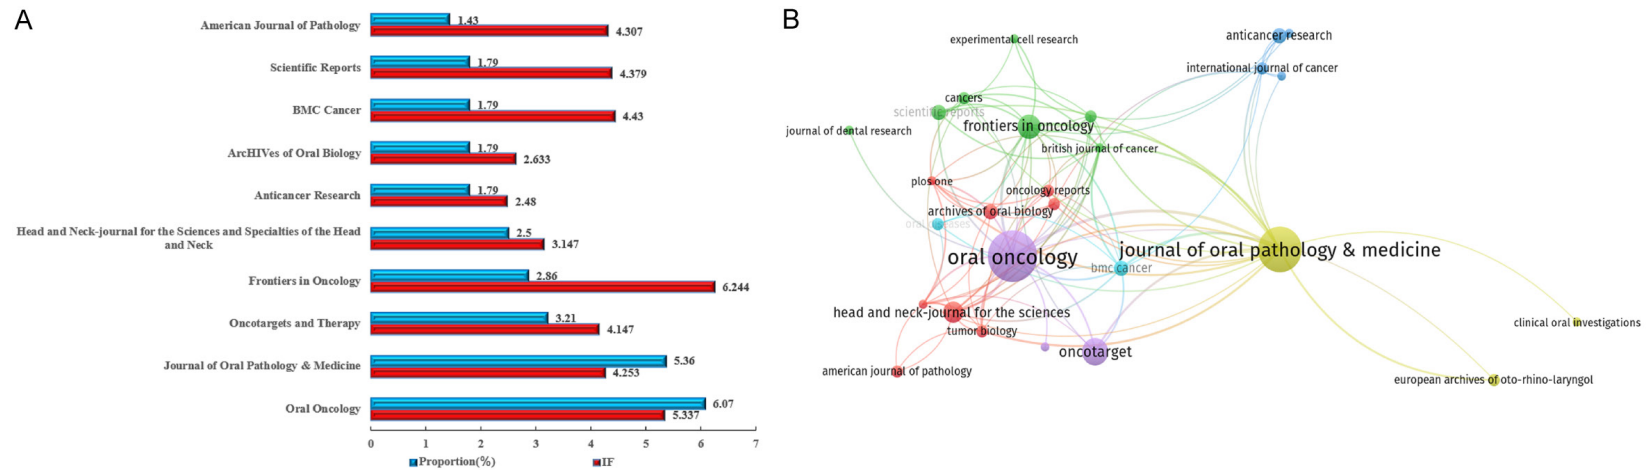 A
American Journal of Pathology
1.43
4.307
Scientific Reports
1.79
4.379
BMC Cancer
1.79
4.43
ArcHIVes of Oral Biology
1.79
2.633
Anticancer Research
1.79
2.48
Head and Neck-journal for the Sciences and Specialties of the Head
and Neck
2.5
3.147
Frontiers in Oncology
2.86
6.244
Oncotargets and Therapy
3.21
4.147
Journal of Oral Pathology & Medicine
5.36
4.253
Oral Oncology
6.07
5.337
0 1 2 3 4 5 6 7
Proportion(%) IF
B
experimental cell research
anticancer research
international journal of cancer
cancers
scientific reports
frontiers in oncology
journal of dental research
british journal of cancer
plos one
oncology reports
archives of oral biology
oral diseases
oral oncology
journal of oral pathology & medicine
bmc cancer
head and neck-journal for the sciences
tumor biology
clinical oral investigations
oncotarget
american journal of pathology
european archives of oto-rhino-laryngol